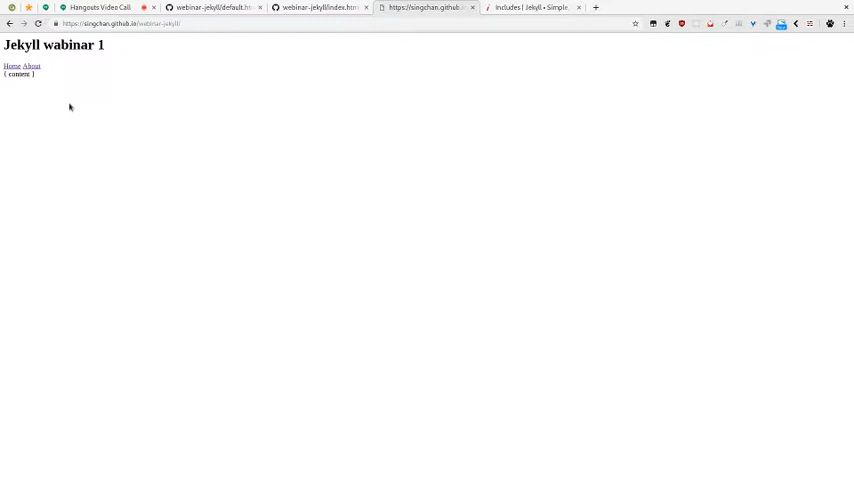 Hangouts Video Call
webinar-jekyll/default.htm
webinar-jekyll/index.htm
https://singchan.github.io
Includes | Jekyll • Simple,
https://singchan.github.io/webinar-jekyll/
Jekyll wabinar 1
Home About
{ content }